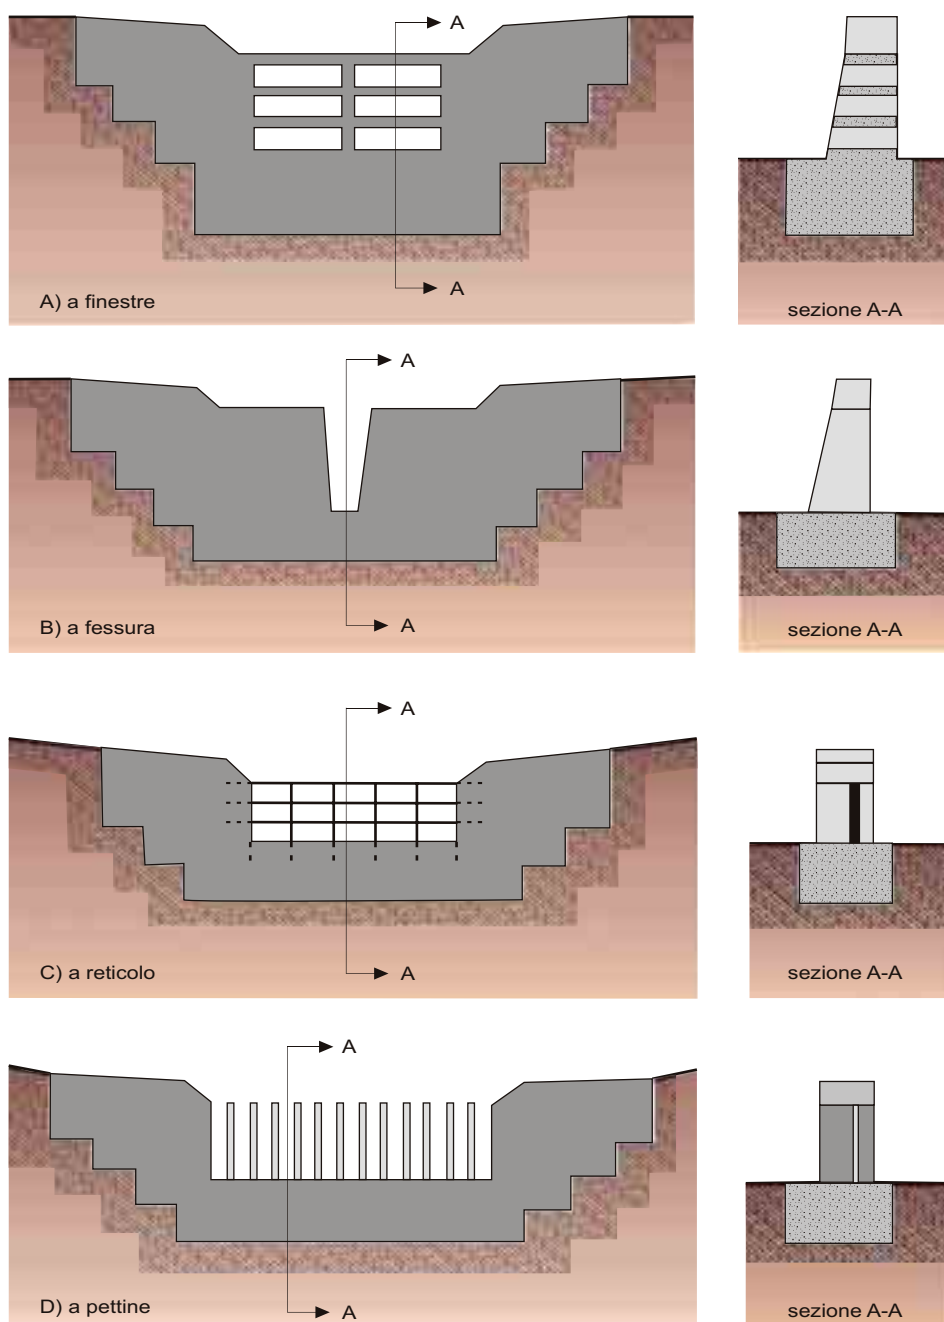 A
A
A) a finestre
sezione A-A
A
A
B) a fessura
sezione A-A
A
A
C) a reticolo
sezione A-A
A
A
D) a pettine
sezione A-A